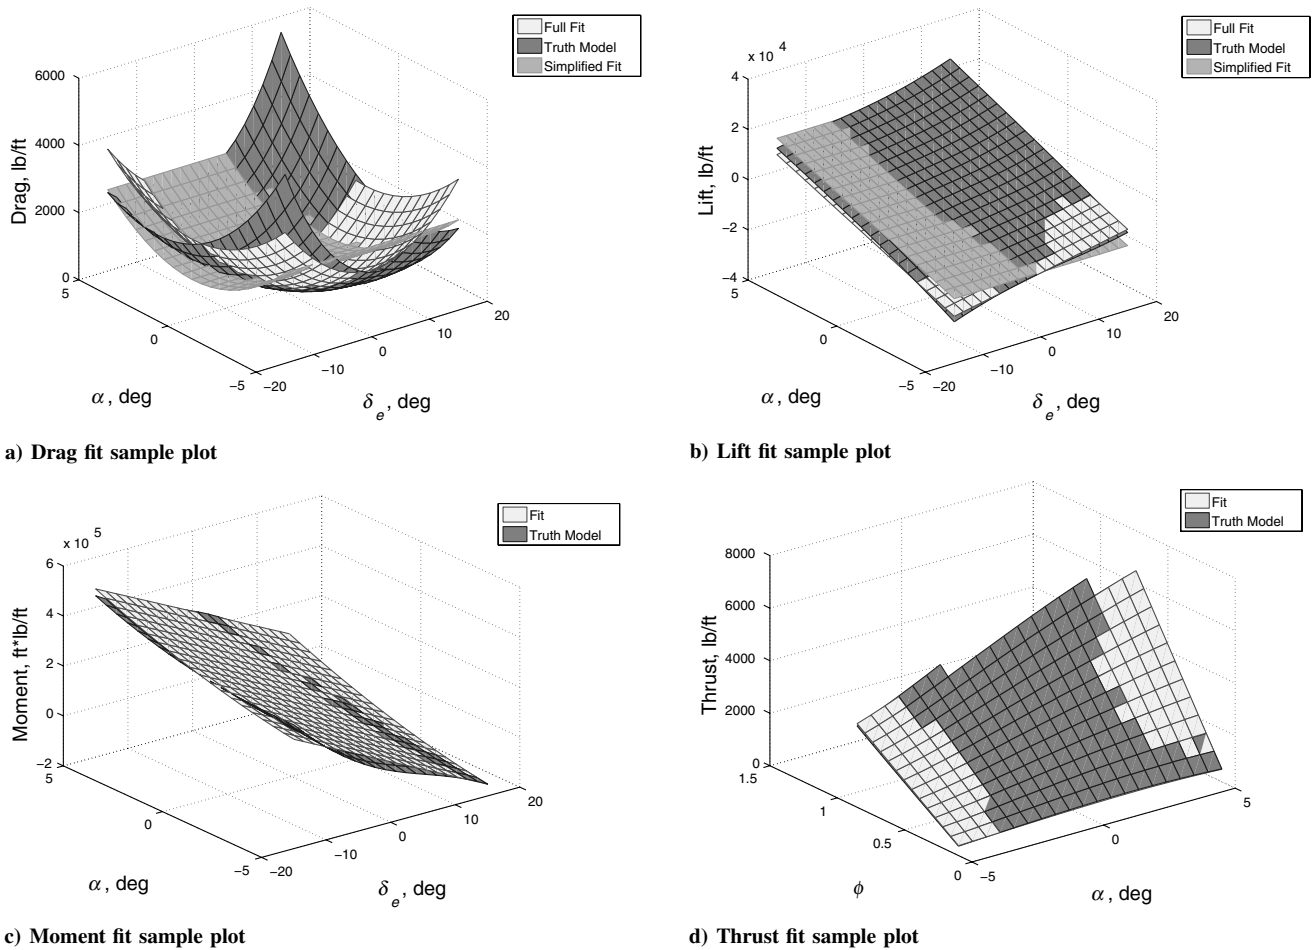 Full Fit
Truth Model
Simplified Fit
6000
4000
2000
0
Drag, lb/ft
5
0
−5
−20
−10
0
10
20
α, deg
δe, deg
a) Drag fit sample plot
Full Fit
Truth Model
Simplified Fit
x 10 4
4
2
0
−2
−4
Lift, lb/ft
5
0
−5
−20
−10
0
10
20
α, deg
δe, deg
b) Lift fit sample plot
Fit
Truth Model
x 10 5
6
4
2
0
−2
Moment, ft*lb/ft
5
0
−5
−20
−10
0
10
20
α, deg
δe, deg
c) Moment fit sample plot
Fit
Truth Model
8000
6000
4000
2000
0
Thrust, lb/ft
1.5
1
0.5
0
−5
0
5
ϕ
α, deg
d) Thrust fit sample plot